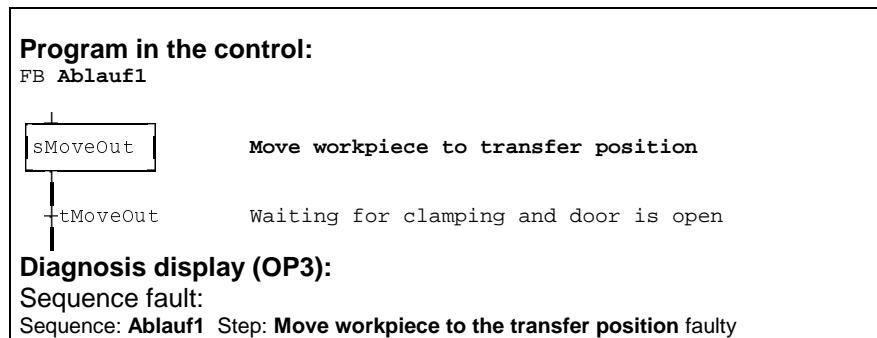 Program in the control:
FB Ablauf1
sMoveOut Move workpiece to transfer position
tMoveOut Waiting for clamping and door is open
Diagnosis display (OP3):
Sequence fault:
Sequence: Ablauf1 Step: Move workpiece to the transfer position faulty